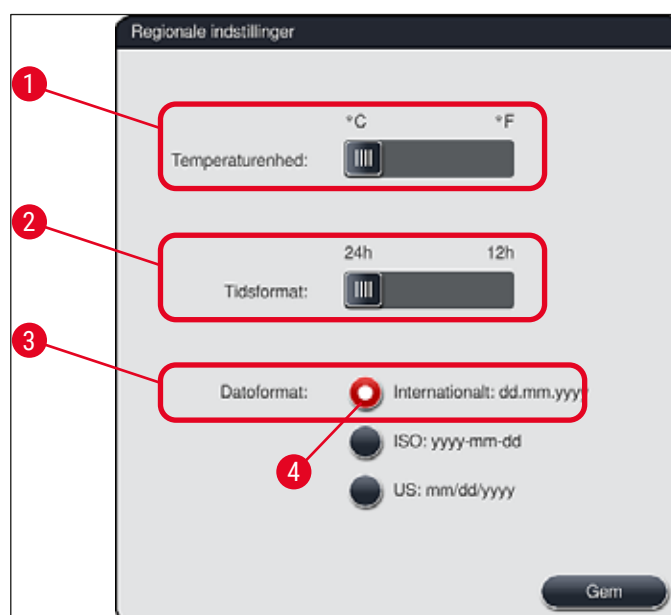 Regionale indstillinger
1
°C °F
Temperaturenhed:
2
24h 12h
Tidsformat:
3
Datoformat: Internationalt: dd.mm.yyyy
ISO: yyyy-mm-dd
4
US: mm/dd/yyyy
Gem